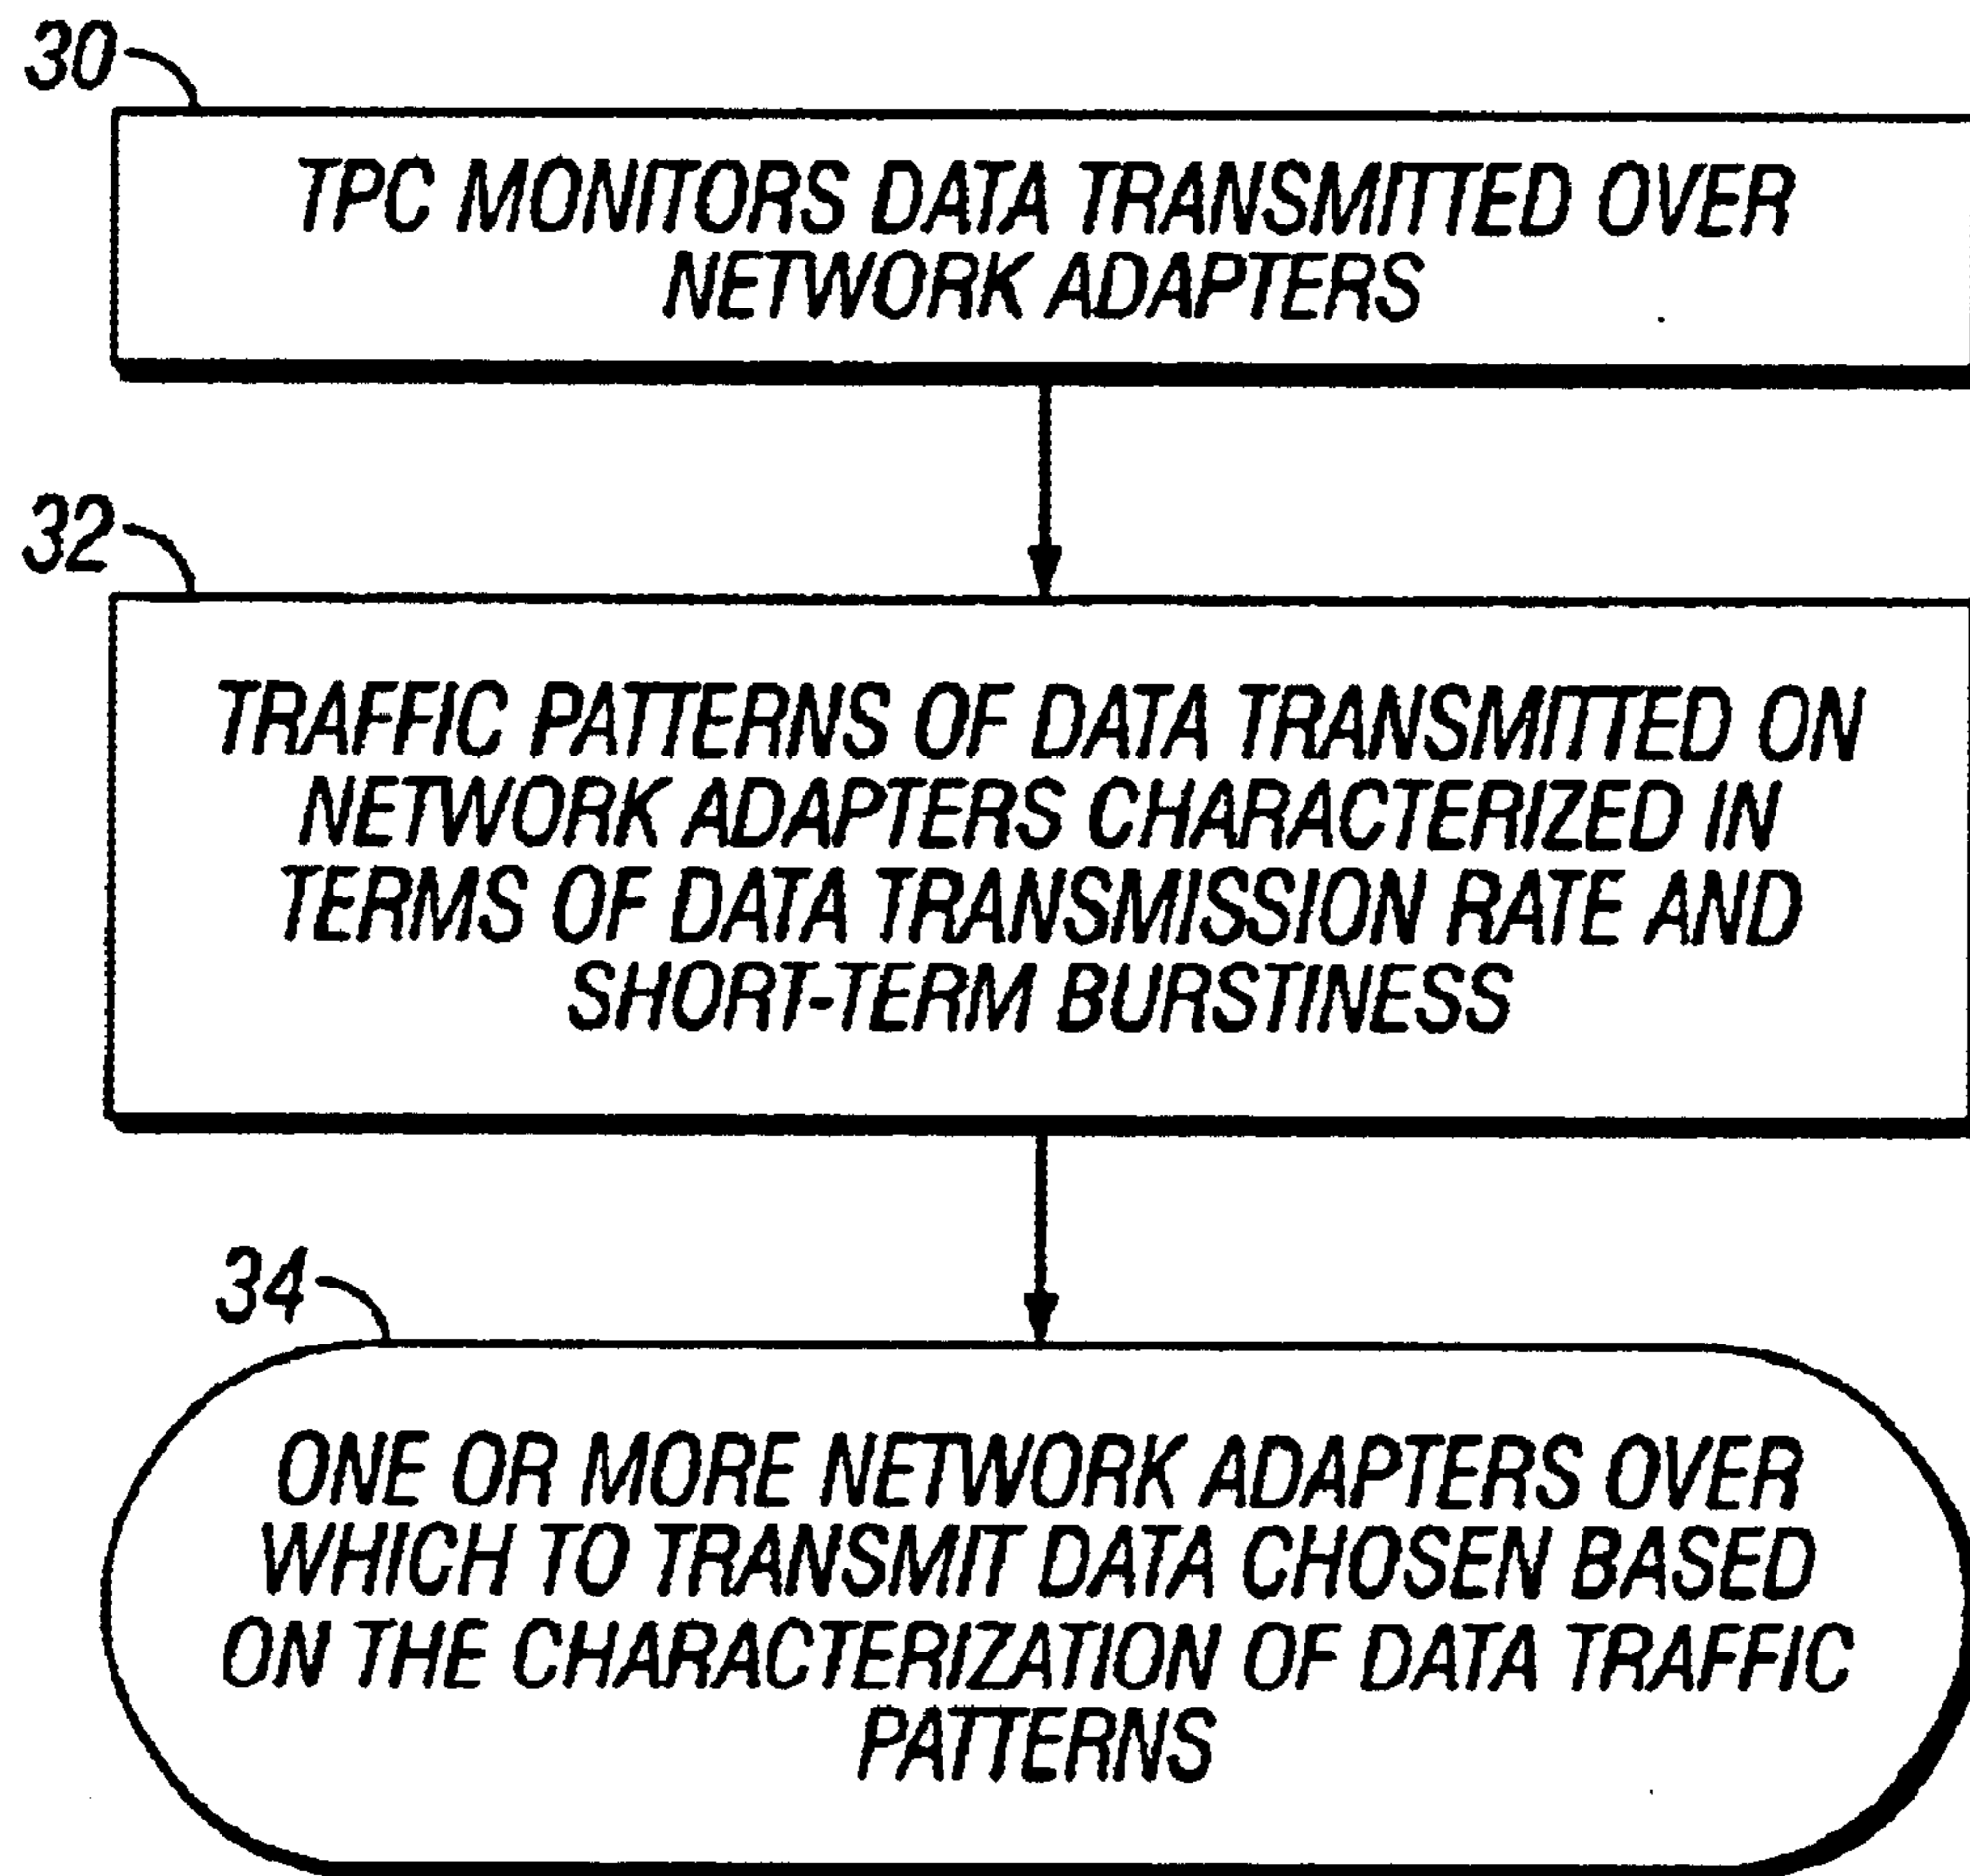 30
TPC MONITORS DATA TRANSMITTED OVER
NETWORK ADAPTERS
32
TRAFFIC PATTERNS OF DATA TRANSMITTED ON
NETWORK ADAPTERS CHARACTERIZED IN
TERMS OF DATA TRANSMISSION RATE AND
SHORT-TERM BURSTINESS
34
ONE OR MORE NETWORK ADAPTERS OVER
WHICH TO TRANSMIT DATA CHOSEN BASED
ON THE CHARACTERIZATION OF DATA TRAFFIC
PATTERNS